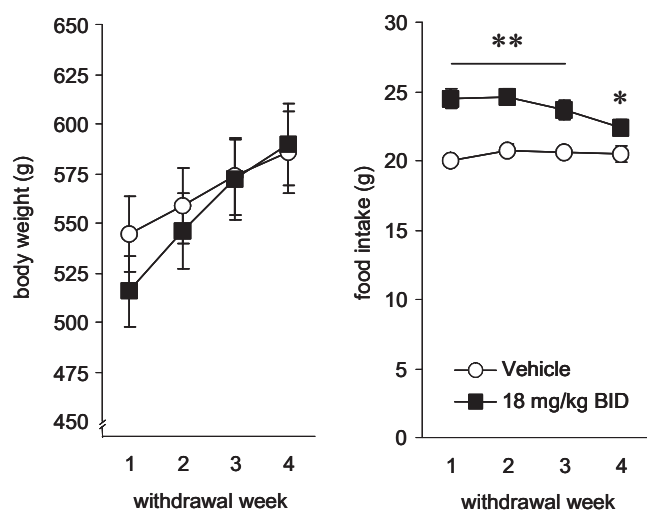 650
625
600
575
550
525
500
475
450
body weight (g)
1 2 3 4
withdrawal week
30
25
20
15
10
5
0
food intake (g)
**
*
Vehicle
18 mg/kg BID
1 2 3 4
withdrawal week